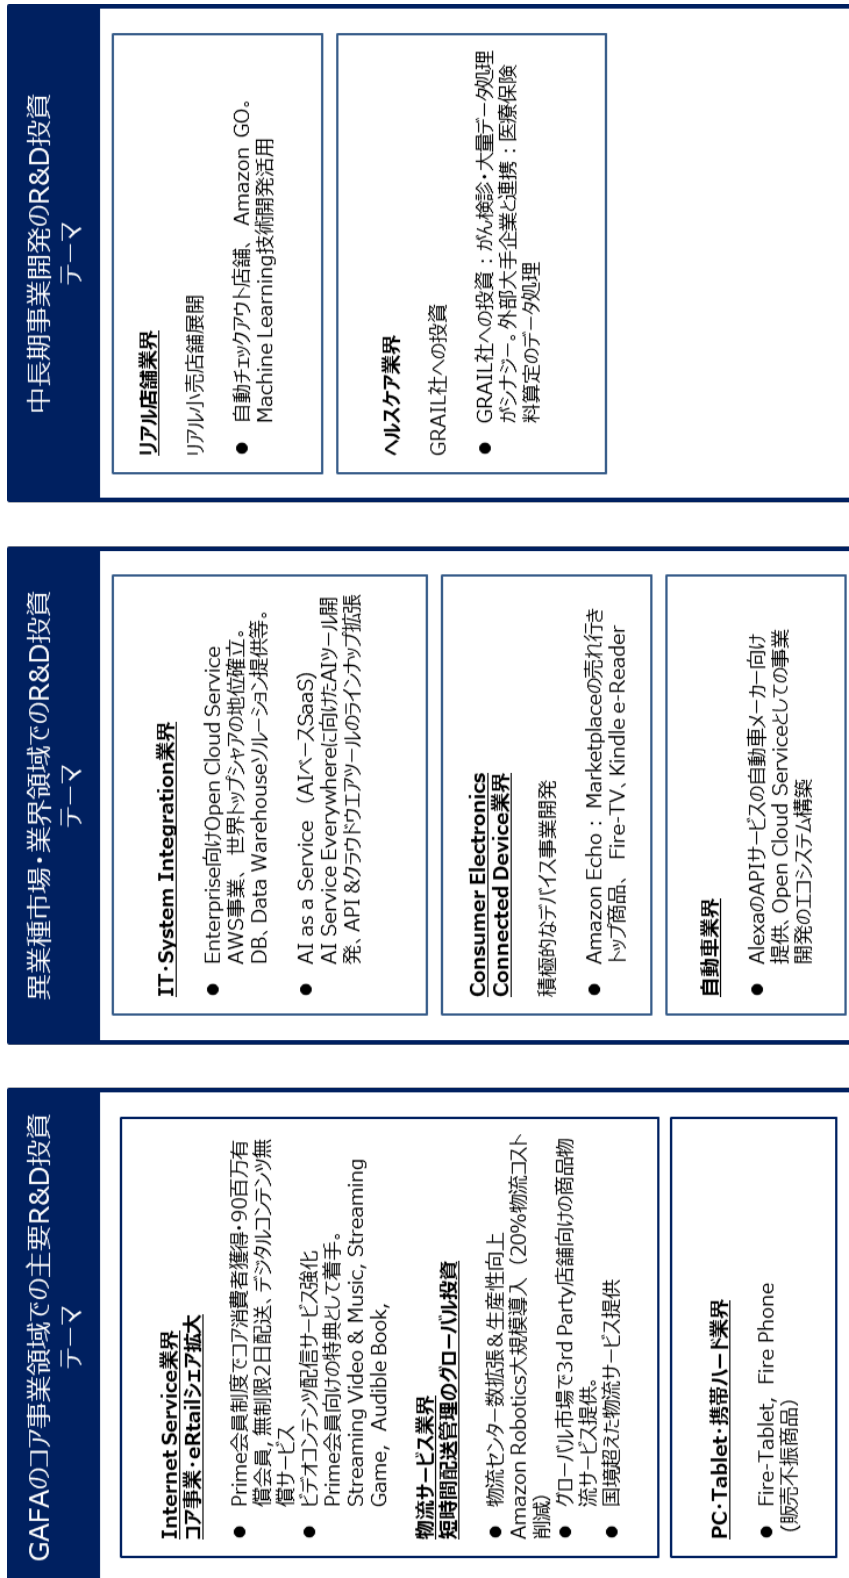 GAFAのコア事業領域での主要R&D投資
テーマ
Internet Service業界
コア事業・eRtailシェア拡大
● Prime会員制度でコア消費者獲得・90百万有
償会員, 無制限2日配送、デジタルコンテンツ無
償サービス
● ビデオコンテンツ配信サービス強化
Prime会員向けの特典として着手。
Streaming Video & Music, Streaming
Game, Audible Book,
物流サービス業界
短時間配送管理のグローバル投資
● 物流センター数拡張＆生産性向上
Amazon Robotics大規模導入（20%物流コスト
削減）
● グローバル市場で3rd Party店舗向けの商品物
流サービス提供。
● 国境超えた物流サービス提供
PC・Tablet・携帯ハード業界
● Fire-Tablet, Fire Phone
（販売不振商品）
異業種市場・業界領域でのR&D投資
テーマ
IT・System Integration業界
● Enterprise向けOpen Cloud Service
AWS事業、世界トップシャアの地位確立。
DB、Data Warehouseソルーション提供等。
● AI as a Service（AIベースSaaS）
AI Service Everywhereに向けたAIツール開
発、API &クラウドウエアツールのラインナップ拡張
Consumer Electronics
Connected Device業界
積極的なデバイス事業開発
● Amazon Echo：Marketplaceの売れ行き
トップ商品、Fire-TV、Kindle e-Reader
自動車業界
● AlexaのAPIサービスの自動車メーカー向け
提供、Open Cloud Serviceとしての事業
開発のエコシステム構築
中長期事業開発のR&D投資
テーマ
リアル店舗業界
リアル小売店舗展開
● 自動チェックアウト店舗、Amazon GO。
Machine Learning技術開発活用
ヘルスケア業界
GRAIL社への投資
● GRAIL社への投資：がん検診・大量データ処理
がシナジー。外部大手企業と連携：医療保険
料算定のデータ処理